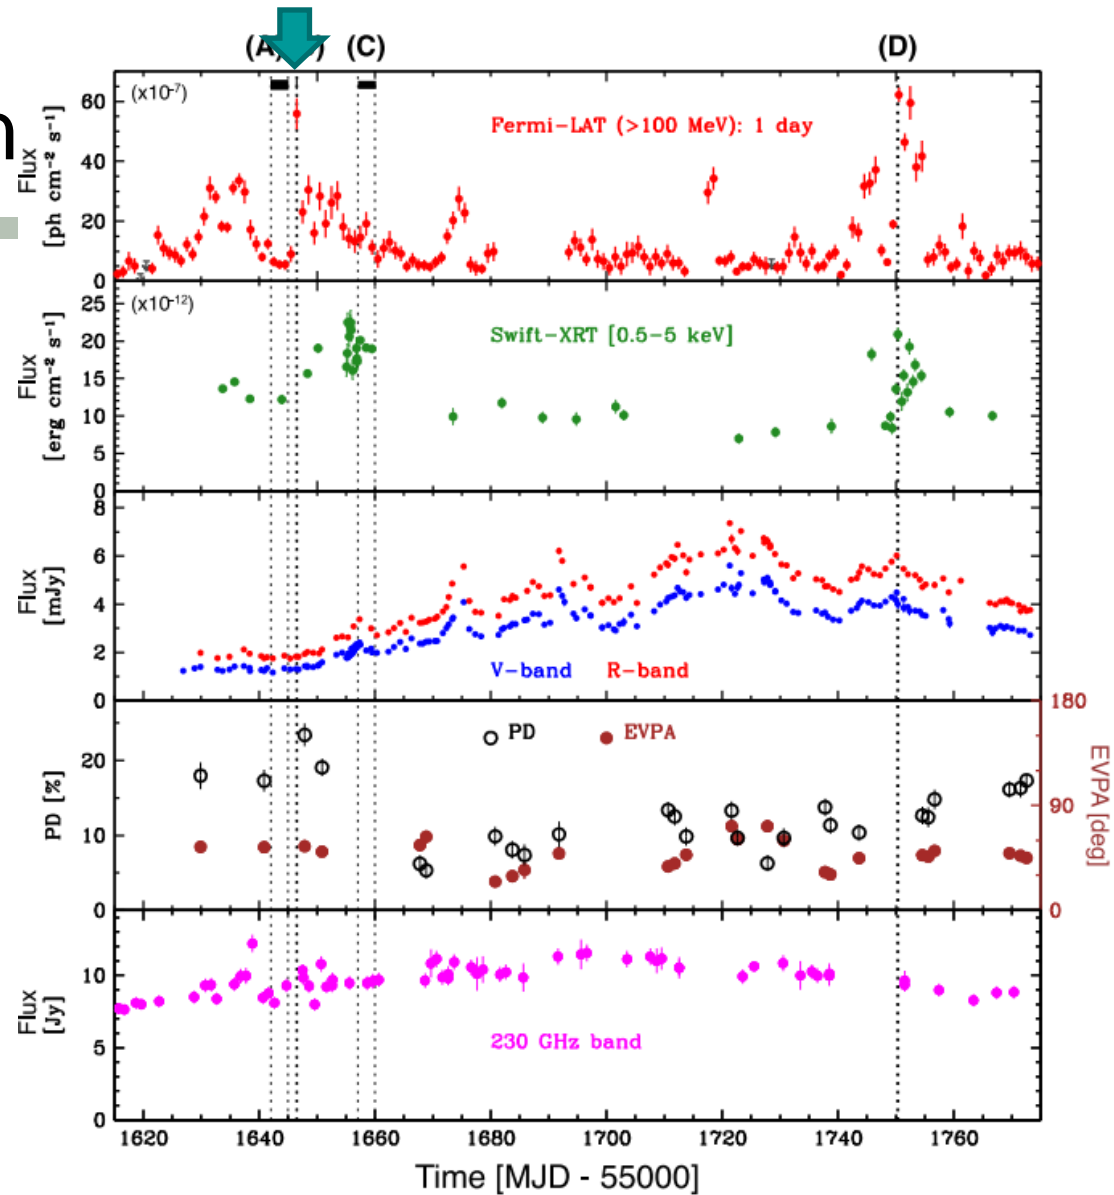 (A) (C) (D)
n
(x10-7)
Fermi-LAT (>100 MeV): 1 day
Flux
[ph cm−2 s−1]
60
40
20
0
(x10-12)
Swift-XRT [0.5-5 keV]
Flux
[erg cm−2 s−1]
25
20
15
10
5
0
Flux
[mJy]
8
6
4
2
0
V-band R-band
PD EVPA
PD [%]
20
10
0
180
90
0
EVPA [deg]
Flux
[Jy]
10
5
0
230 GHz band
1620 1640 1660 1680 1700 1720 1740 1760
Time [MJD - 55000]